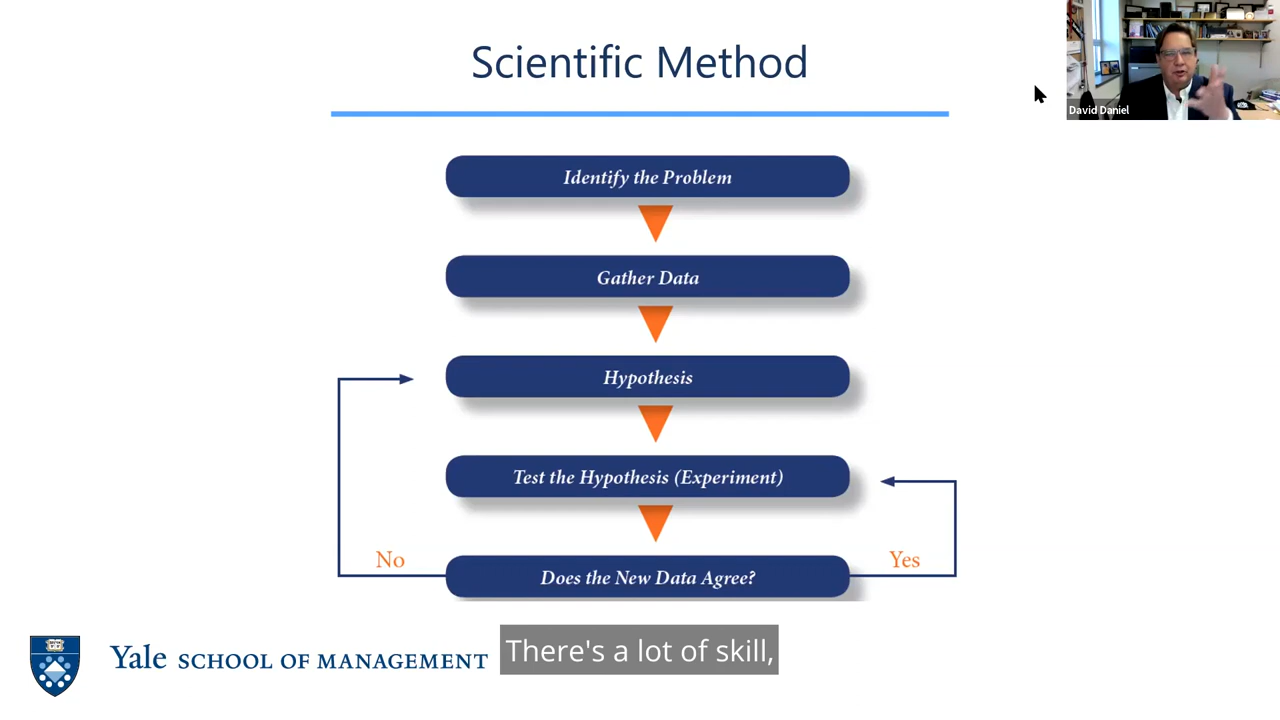 Scientific Method
David Daniel
Identify the Problem
Gather Data
Hypothesis
Test the Hypothesis (Experiment)
No
Yes
Does the New Data Agree?
Yale SCHOOL OF MANAGEMENT
There's a lot of skill,